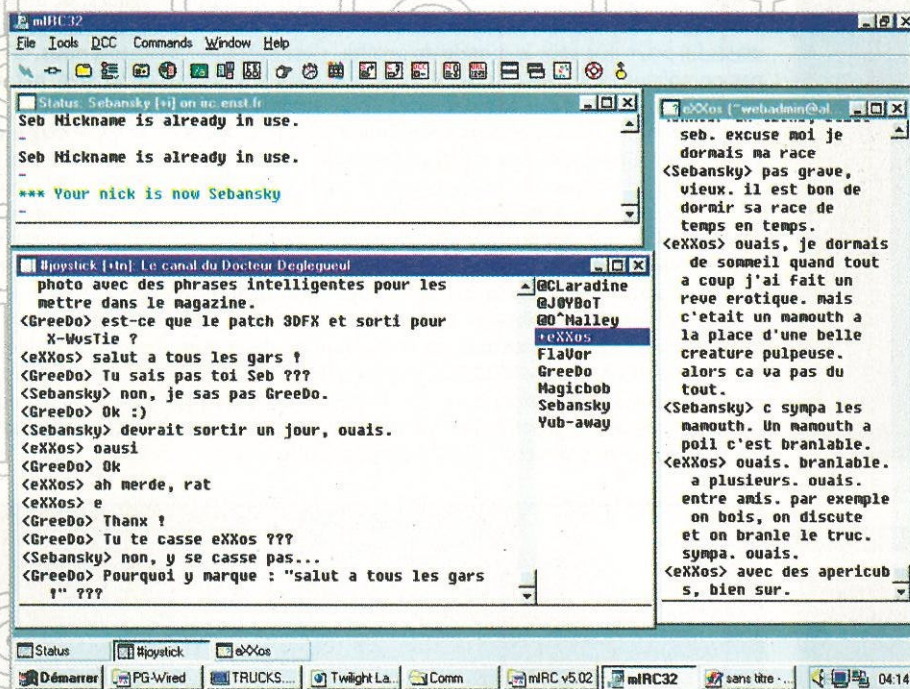 mIRC32
File Tools DCC Commands Window Help
Status: Sebansky [+i] on irc.enst.fr
Seb Nickname is already in use.
-
Seb Nickname is already in use.
-
*** Your nick is now Sebansky
-
#joystick [+tn]: Le canal du Docteur Deglegueul
photo avec des phrases intelligentes pour les
mettre dans le magazine.
<GreeDo> est-ce que le patch 3DFX et sorti pour
X-WvsTie ?
<eXXos> salut a tous les gars !
<GreeDo> Tu sais pas toi Seb ???
<Sebansky> non, je sas pas GreeDo.
<GreeDo> Ok :)
<Sebansky> devrait sortir un jour, ouais.
<eXXos> oausi
<GreeDo> Ok
<eXXos> ah merde, rat
<eXXos> e
<GreeDo> Thanx !
<GreeDo> Tu te casse eXXos ???
<Sebansky> non, y se casse pas...
<GreeDo> Pourquoi y marque : "salut a tous les gars
!" ???
@CLaradine
@J0YBoT
@O^Malley
+eXXos
FlaVor
GreeDo
Magicbob
Sebansky
Yub-away
eXXos (~webadmin@al...
seb. excuse moi je
dormais ma race
<Sebansky> pas grave,
vieux. il est bon de
dormir sa race de
temps en temps.
<eXXos> ouais, je dormais
de sommeil quand tout
a coup j'ai fait un
reve erotique. mais
c'etait un mamouth a
la place d'une belle
creature pulpeuse.
alors ca va pas du
tout.
<Sebansky> c sympa les
mamouth. Un mamouth a
poil c'est branlable.
<eXXos> ouais. branlable.
a plusieurs. ouais.
entre amis. par exemple
on bois, on discute
et on branle le truc.
sympa. ouais.
<eXXos> avec des apericub
s, bien sur.
Status #joystick eXXos
Démarrer PG-Wired TRUCKS.... Twilight La... Comm mIRC v5.02 mIRC32 sans titre - ... 04:14